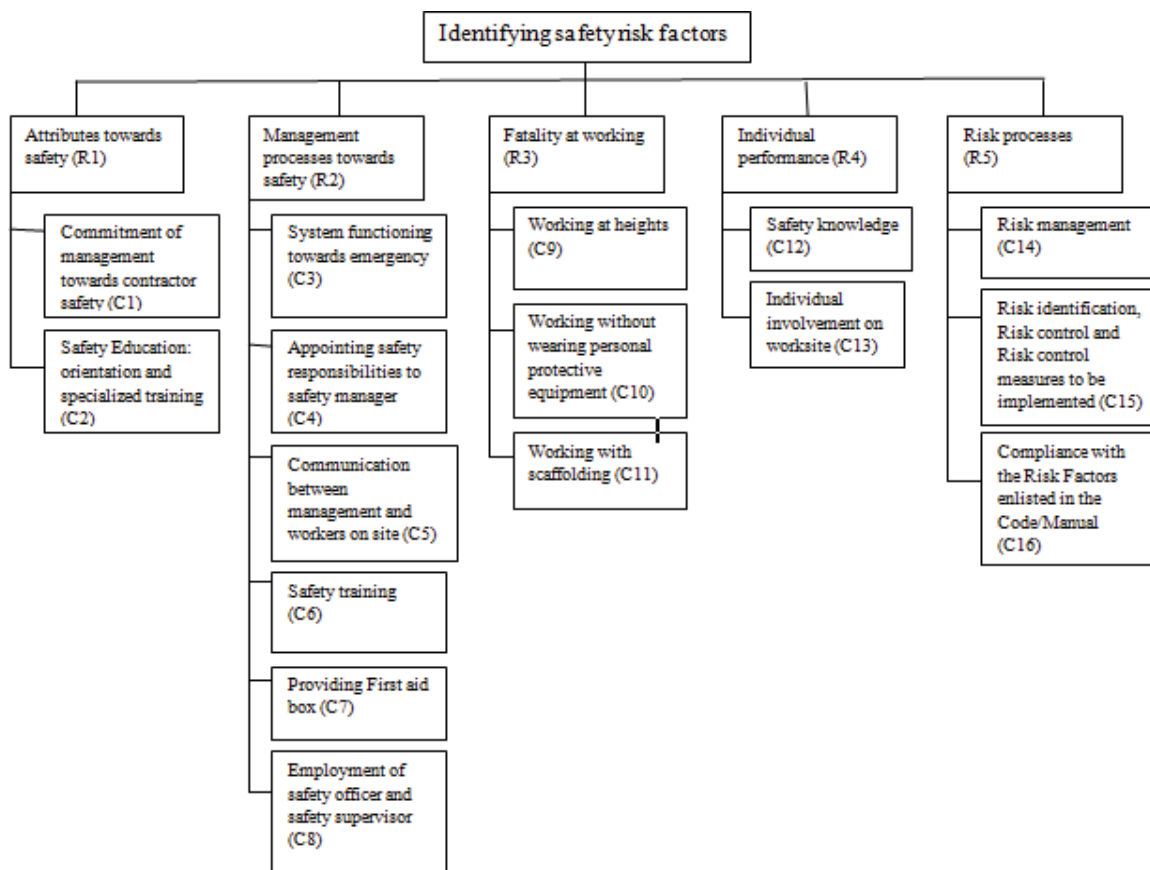 Identifying safety risk factors
Attributes towards
safety (R1)
Commitment of
management
towards contractor
safety (C1)
Safety Education:
orientation and
specialized training
(C2)
Management
processes towards
safety (R2)
System functioning
towards emergency
(C3)
Appointing safety
responsibilities to
safety manager
(C4)
Communication
between
management and
workers on site (C5)
Safety training
(C6)
Providing First aid
box (C7)
Employment of
safety officer and
safety supervisor
(C8)
Fatality at working
(R3)
Working at heights
(C9)
Working without
wearing personal
protective
equipment (C10)
Working with
scaffolding (C11)
Individual
performance (R4)
Safety knowledge
(C12)
Individual
involvement on
worksite (C13)
Risk processes
(R5)
Risk management
(C14)
Risk identification,
Risk control and
Risk control
measures to be
implemented (C15)
Compliance with
the Risk Factors
enlisted in the
Code/Manual
(C16)